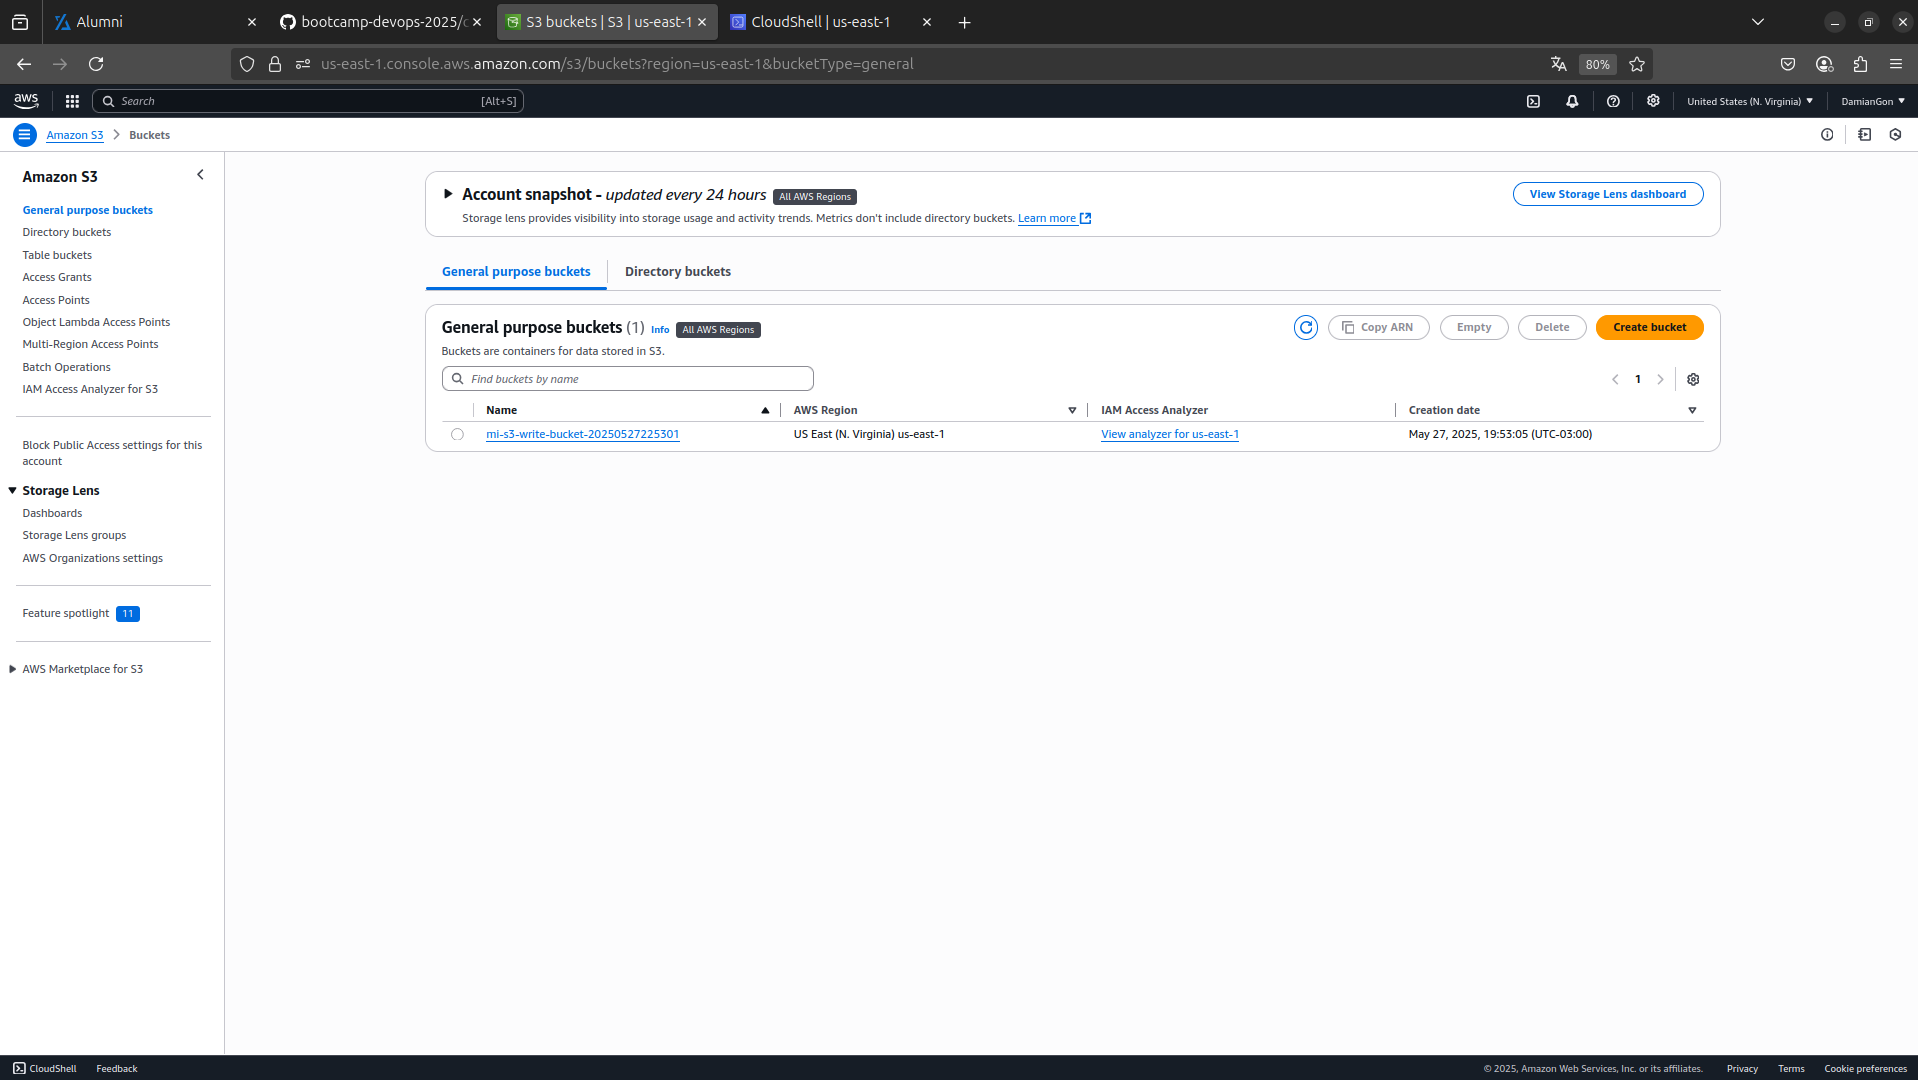 Alumni
bootcamp-devops-2025/c
S3 buckets | S3 | us-east-1
CloudShell | us-east-1
us-east-1.console.aws.amazon.com/s3/buckets?region=us-east-1&bucketType=general
80%
aws
Search
[Alt+S]
United States (N. Virginia)
DamianGon
Amazon S3
Buckets
Amazon S3
General purpose buckets
Directory buckets
Table buckets
Access Grants
Access Points
Object Lambda Access Points
Multi-Region Access Points
Batch Operations
IAM Access Analyzer for S3
Block Public Access settings for this
account
Storage Lens
Dashboards
Storage Lens groups
AWS Organizations settings
Feature spotlight 11
AWS Marketplace for S3
Account snapshot - updated every 24 hours All AWS Regions
Storage lens provides visibility into storage usage and activity trends. Metrics don't include directory buckets. Learn more
View Storage Lens dashboard
General purpose buckets
Directory buckets
General purpose buckets (1) Info All AWS Regions
Buckets are containers for data stored in S3.
Copy ARN
Empty
Delete
Create bucket
Find buckets by name
1
Name
AWS Region
IAM Access Analyzer
Creation date
mi-s3-write-bucket-20250527225301
US East (N. Virginia) us-east-1
View analyzer for us-east-1
May 27, 2025, 19:53:05 (UTC-03:00)
CloudShell
Feedback
© 2025, Amazon Web Services, Inc. or its affiliates.
Privacy
Terms
Cookie preferences